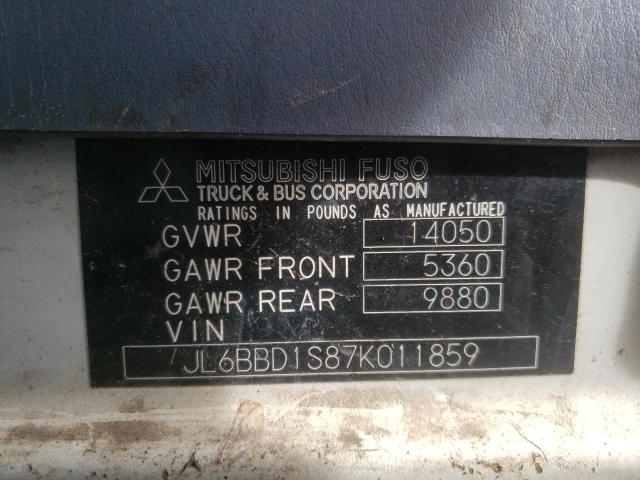 MITSUBISHI FUSO
TRUCK & BUS CORPORATION
RATINGS IN POUNDS AS MANUFACTURED
GVWR 14050
GAWR FRONT 5360
GAWR REAR 9880
VIN
JL6BBD1S87K011859